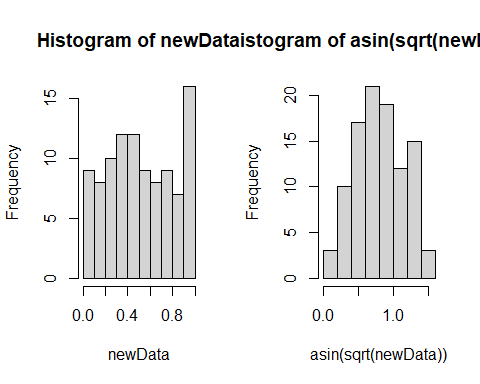 Histogram of newDataistogram of asin(sqrt(newl
Frequency
0
5
10
15
0.0
0.4
0.8
newData
Frequency
0
5
10
15
20
0.0
1.0
asin(sqrt(newData))